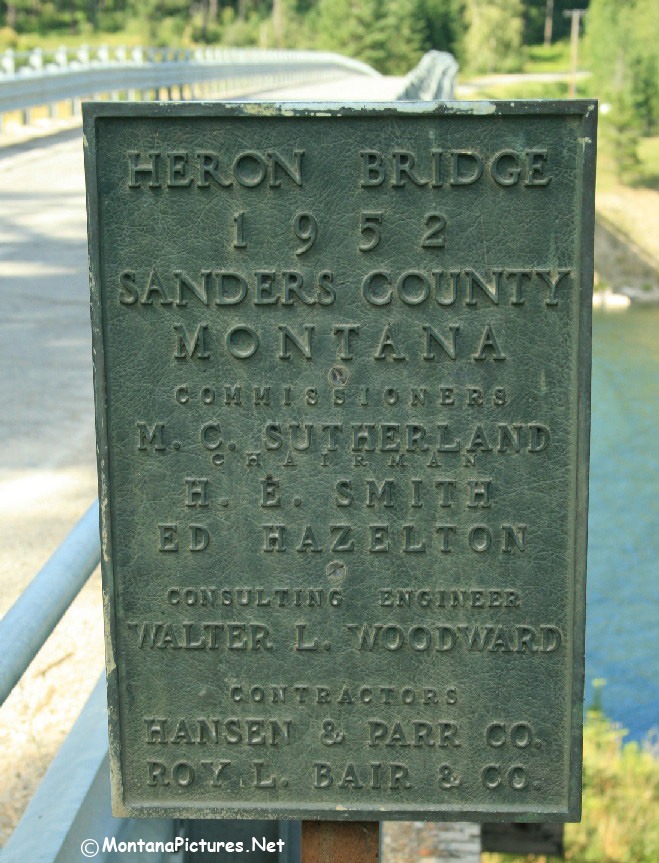 HERON BRIDGE
1952
SANDERS COUNTY
MONTANA
COMMISSIONERS
M. C. SUTHERLAND
CHAIRMAN
H. E. SMITH
ED HAZELTON
CONSULTING ENGINEER
WALTER L. WOODWARD
CONTRACTORS
HANSEN & PARR CO.
ROY L. BAIR & CO.
©MontanaPictures.Net